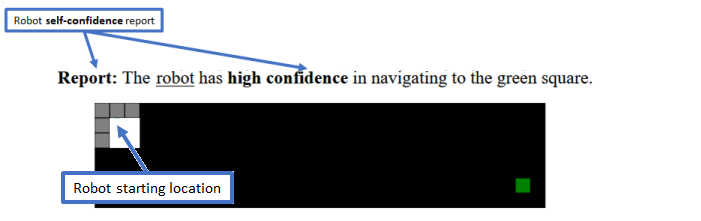 Robot self-confidence report
Report: The robot has high confidence in navigating to the green square.
Robot starting location